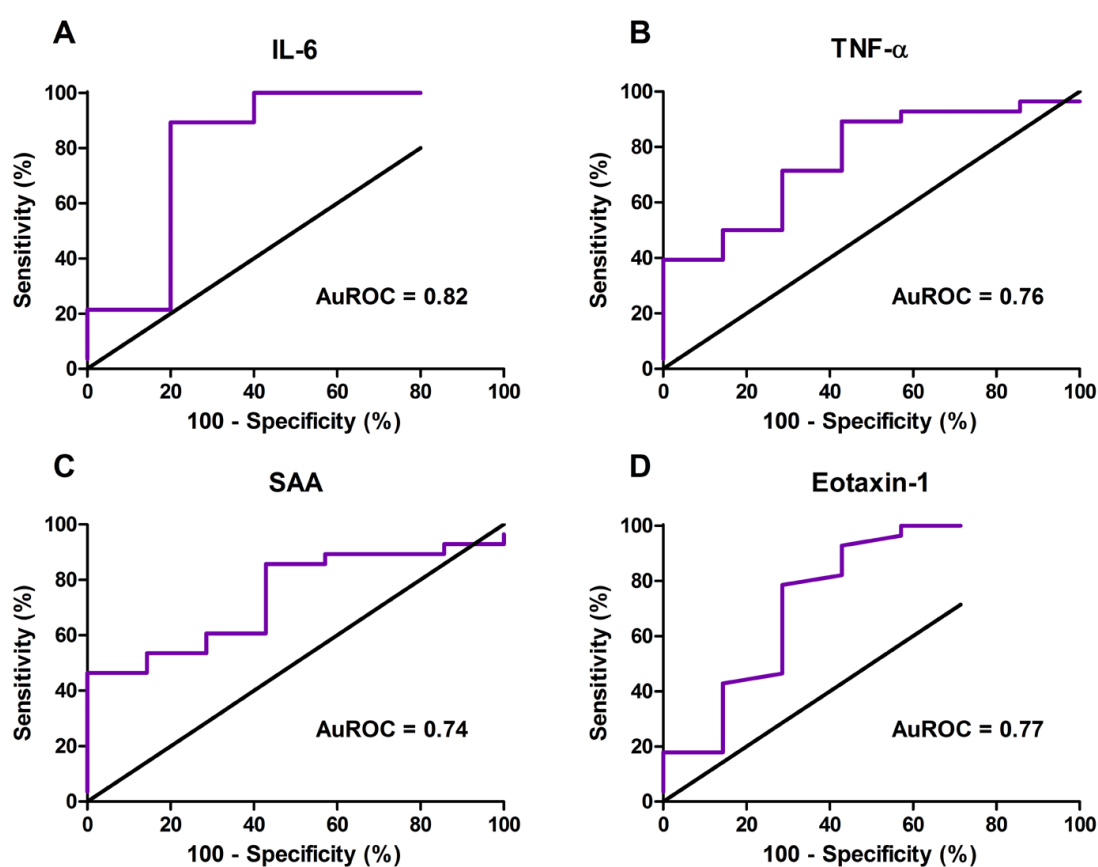 A
IL-6
100
80
60
40
20
0
Sensitivity (%)
AuROC = 0.82
0 20 40 60 80 100
100 - Specificity (%)
B
TNF-α
100
80
60
40
20
0
Sensitivity (%)
AuROC = 0.76
0 20 40 60 80 100
100 - Specificity (%)
C
SAA
100
80
60
40
20
0
Sensitivity (%)
AuROC = 0.74
0 20 40 60 80 100
100 - Specificity (%)
D
Eotaxin-1
100
80
60
40
20
0
Sensitivity (%)
AuROC = 0.77
0 20 40 60 80 100
100 - Specificity (%)